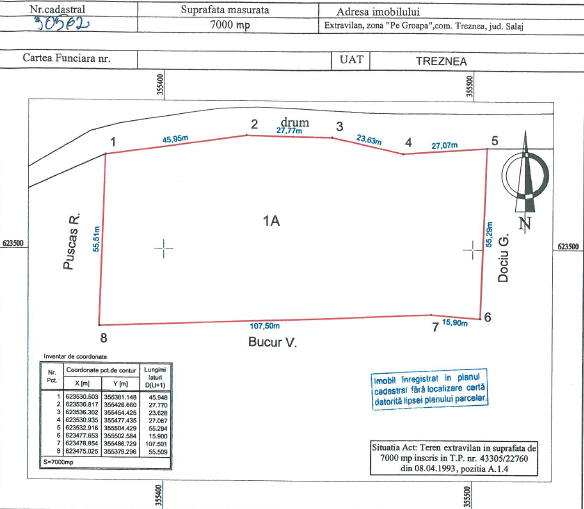 Nr.cadastral
Suprafata masurata
Adresa imobilului
50562
7000 mp
Extravilan, zona "Pe Groapa",com. Treznea, jud. Salaj
Cartea Funciara nr.
UAT
TREZNEA
355400
355500
drum
1
45,95m
2
27,77m
3
23,63m
4
27,07m
5
N
Puscas R.
55,51m
1A
55,29m
Dociu G.
623500
623500
8
107,50m
7
15,90m
6
Bucur V.
Inventar de coordonate
Nr. Pct.
Coordonate pct.de contur
Lungimi laturi D(i,i+1)
X [m]
Y [m]
1 623530.503 355381.148 45.948
2 623536.817 355426.660 27.770
3 623536.302 355454.425 23.628
4 623530.935 355477.435 27.067
5 623532.916 355504.429 55.294
6 623477.653 355502.584 15.900
7 623478.854 355486.729 107.501
8 623475.025 355379.296 55.509
S=7000mp
Imobil înregistrat in planul
cadastral fără localizare certă
datorită lipsei planului parcelar.
Situatia Act: Teren extravilan in suprafata de
7000 mp inscris in T.P. nr. 43305/22760
din 08.04.1993, pozitia A.1.4
355400
355500